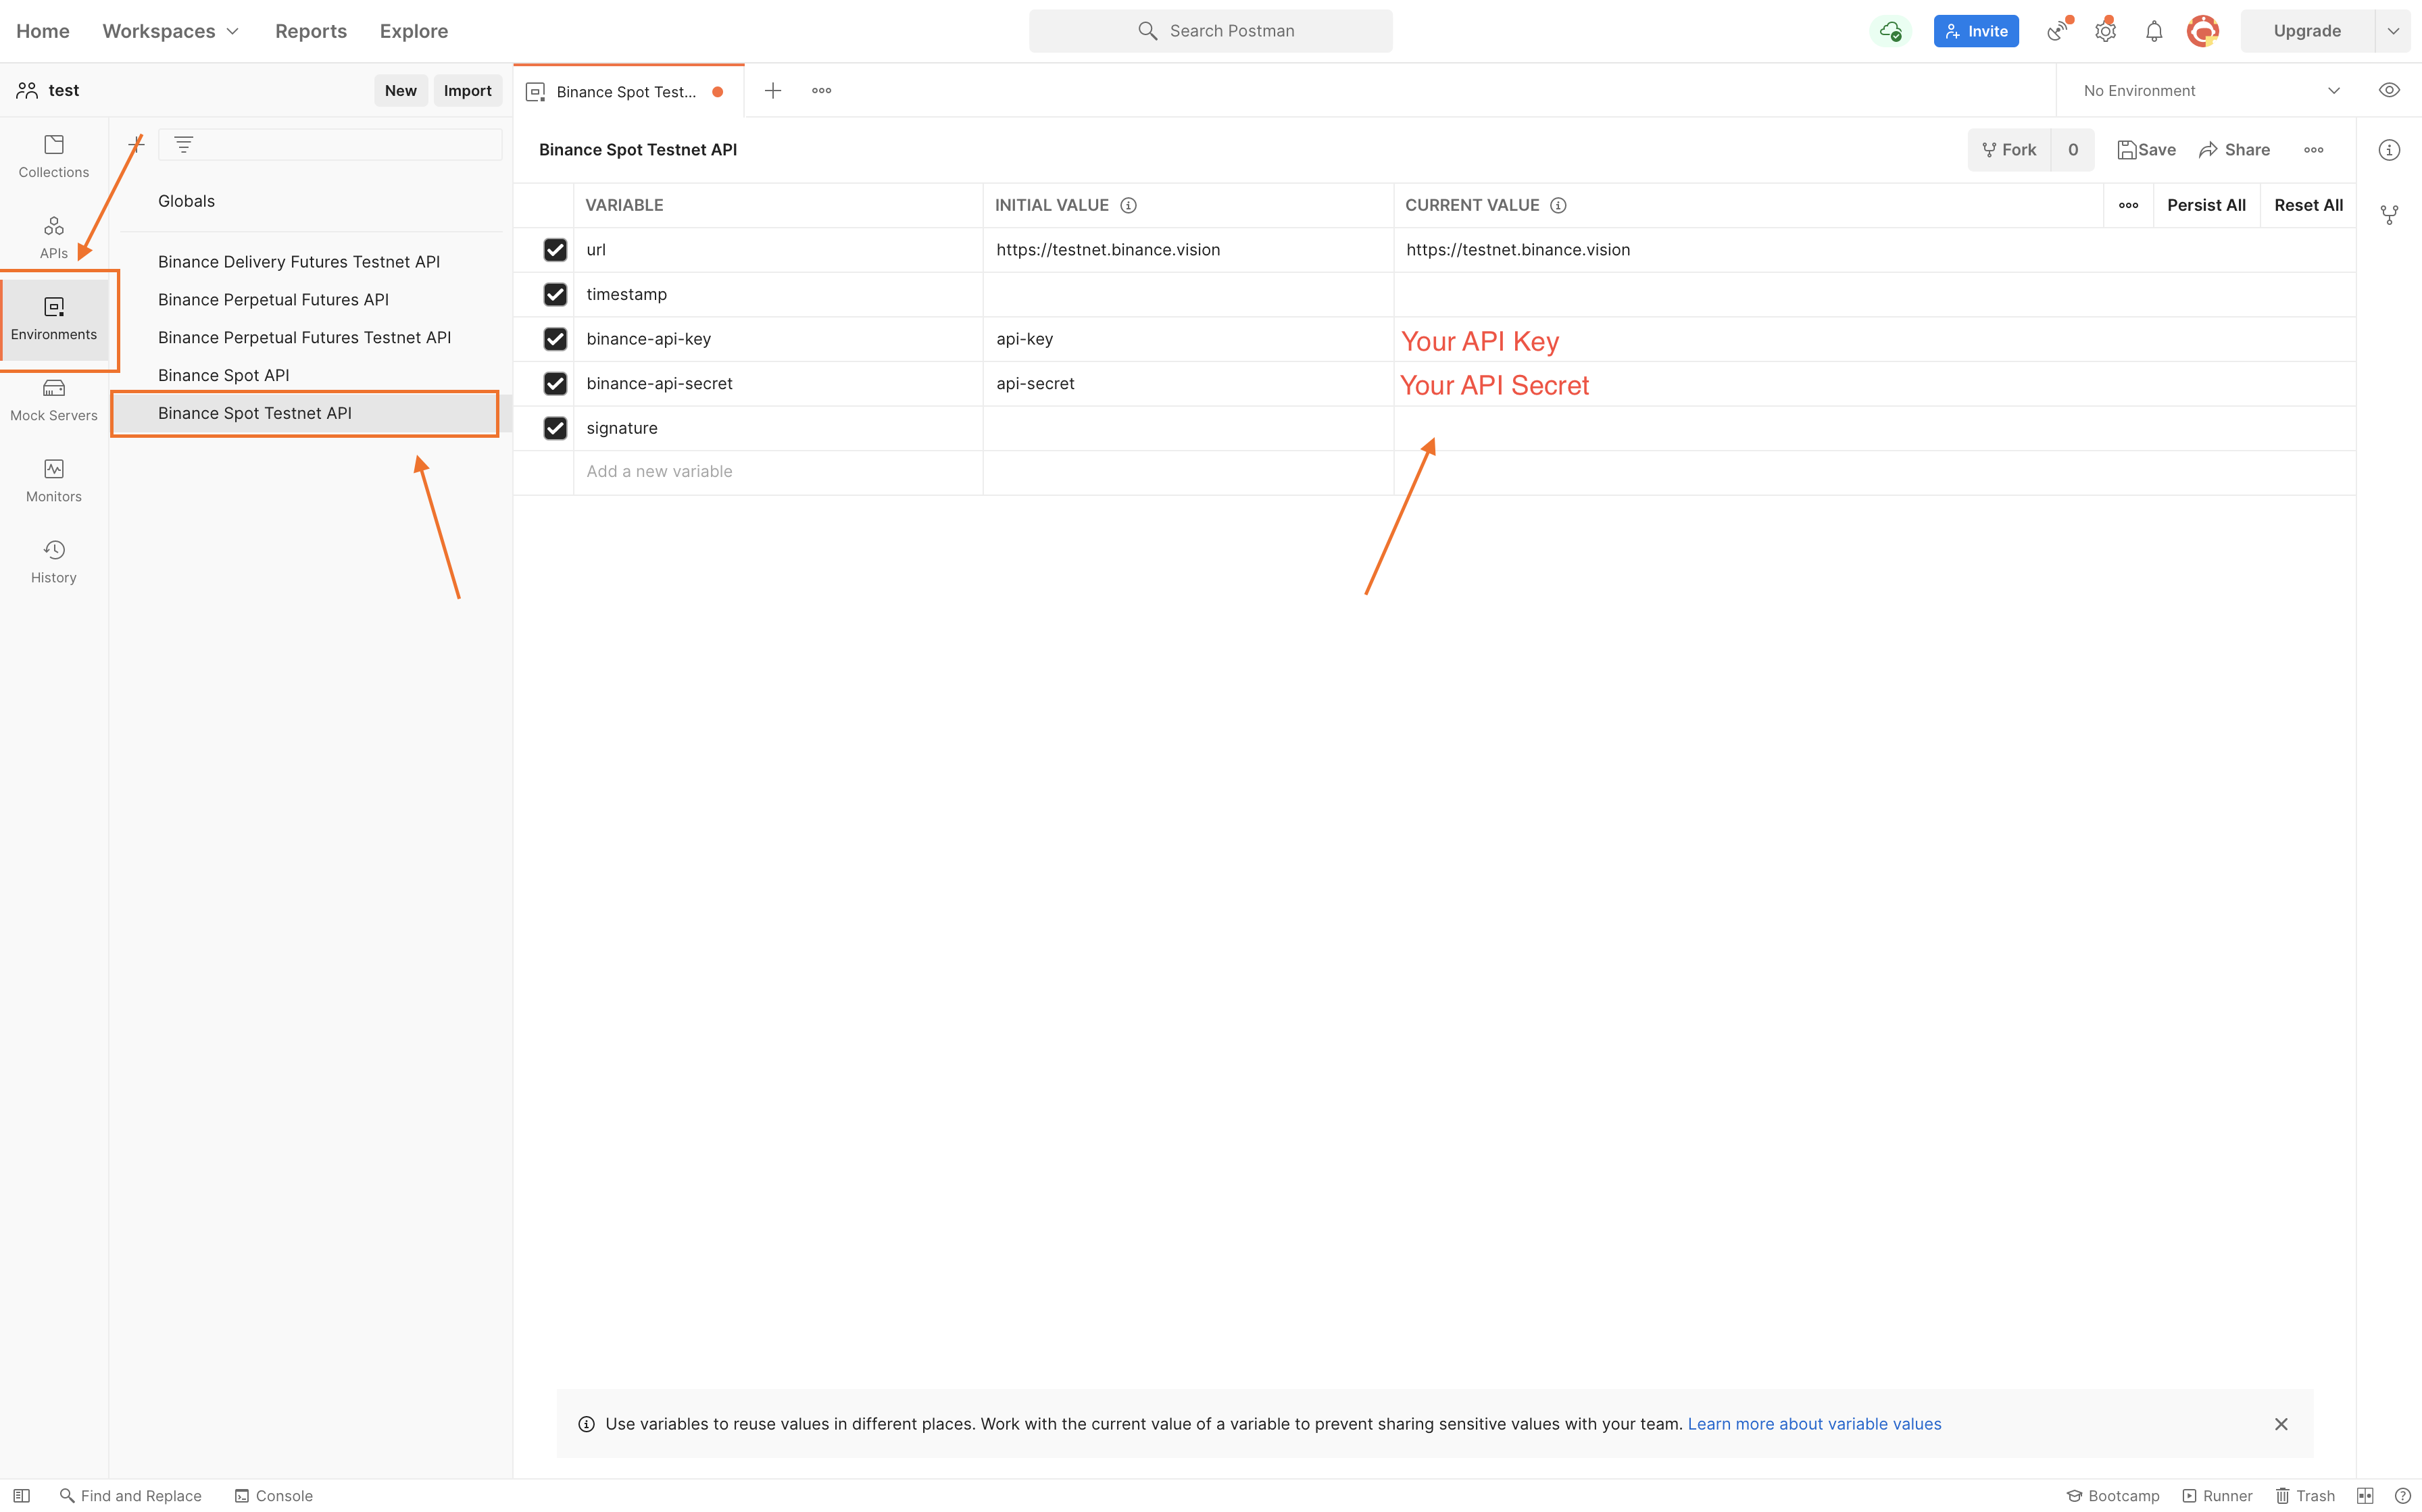 Home Workspaces Reports Explore Search Postman Invite Upgrade
test New Import Binance Spot Test... No Environment
Collections
APIs
Environments
Mock Servers
Monitors
History
Globals
Binance Delivery Futures Testnet API
Binance Perpetual Futures API
Binance Perpetual Futures Testnet API
Binance Spot API
Binance Spot Testnet API
Binance Spot Testnet API Fork 0 Save Share
VARIABLE INITIAL VALUE CURRENT VALUE Persist All Reset All
url https://testnet.binance.vision https://testnet.binance.vision
timestamp
binance-api-key api-key Your API Key
binance-api-secret api-secret Your API Secret
signature
Add a new variable
Use variables to reuse values in different places. Work with the current value of a variable to prevent sharing sensitive values with your team. Learn more about variable values
Find and Replace Console Bootcamp Runner Trash